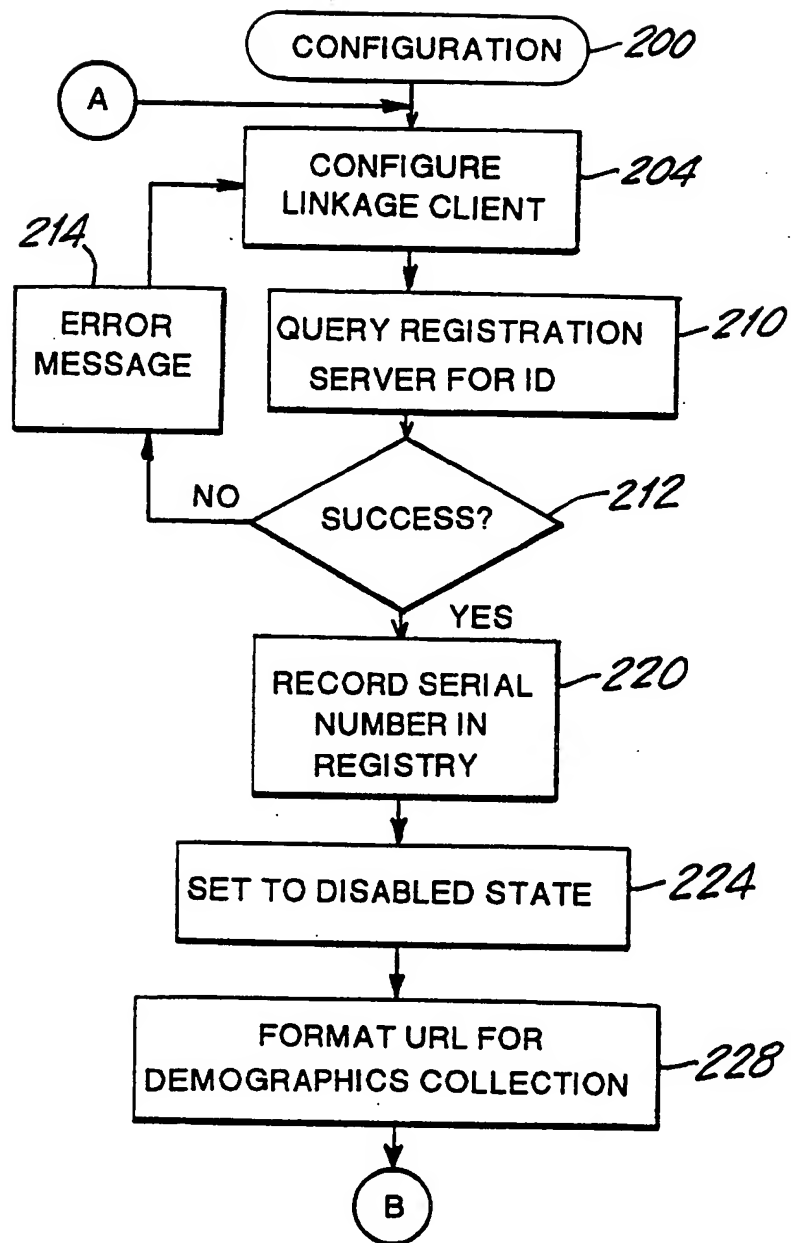 CONFIGURATION
200
A
CONFIGURE
LINKAGE CLIENT
204
214
ERROR
MESSAGE
QUERY REGISTRATION
SERVER FOR ID
210
NO
SUCCESS?
212
YES
RECORD SERIAL
NUMBER IN
REGISTRY
220
SET TO DISABLED STATE
224
FORMAT URL FOR
DEMOGRAPHICS COLLECTION
228
B